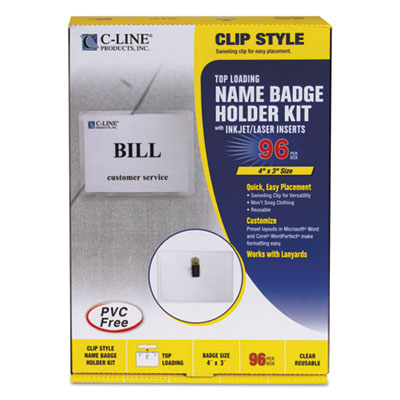 C-LINE®
PRODUCTS, INC.
CLIP STYLE
Swiveling clip for easy placement.
TOP LOADING
NAME BADGE
HOLDER KIT
with INKJET/LASER INSERTS
96 PER BOX
4" x 3" Size
Quick, Easy Placement
• Swiveling Clip for Versatility
• Won't Snag Clothing
• Reusable
Customize
Preset layouts in Microsoft® Word
and Corel® WordPerfect® make
formatting easy.
Works with Lanyards
C-LINE
PRODUCTS, INC.
BILL
customer service
PVC
Free
CLIP STYLE
NAME BADGE
HOLDER KIT
TOP
LOADING
BADGE SIZE
4" x 3"
96 PER BOX
CLEAR
REUSABLE